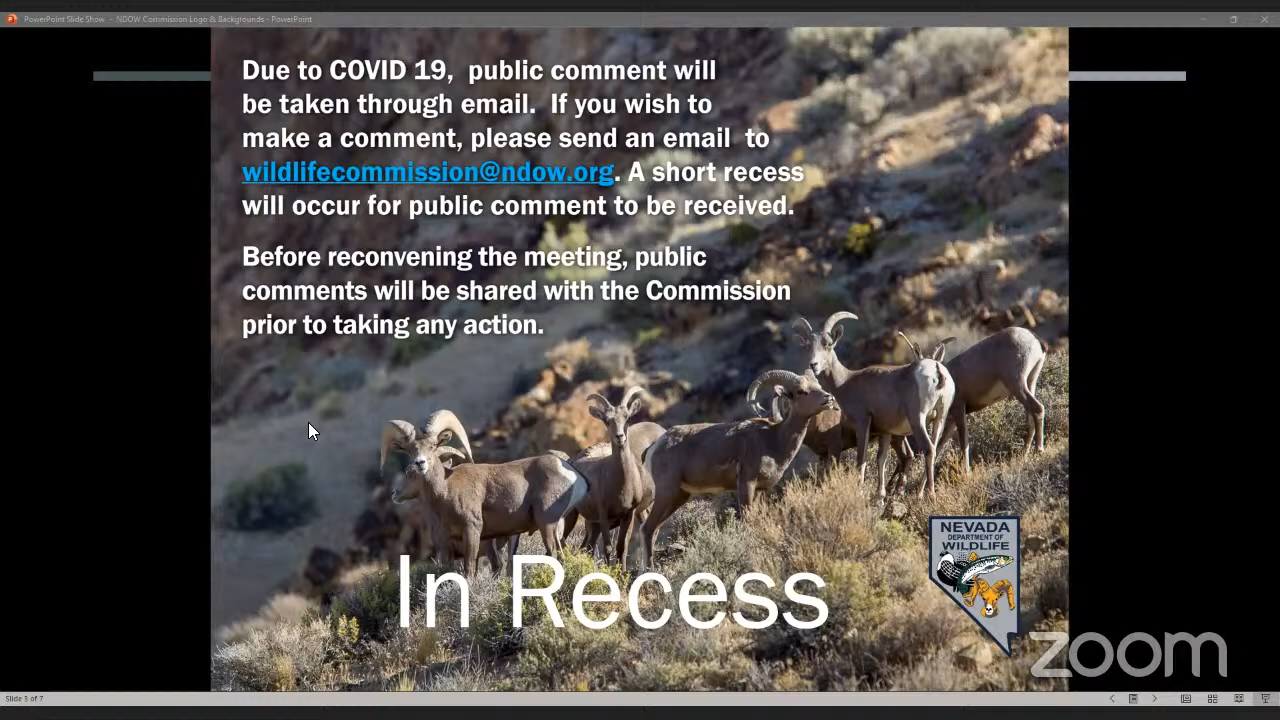 PowerPoint Slide Show - NDOW Commission Logo & Backgrounds - PowerPoint
Due to COVID 19, public comment will
be taken through email. If you wish to
make a comment, please send an email to
wildlifecommission@ndow.org. A short recess
will occur for public comment to be received.
Before reconvening the meeting, public
comments will be shared with the Commission
prior to taking any action.
NEVADA
DEPARTMENT OF
WILDLIFE
In Recess
zoom
Slide 3 of 7